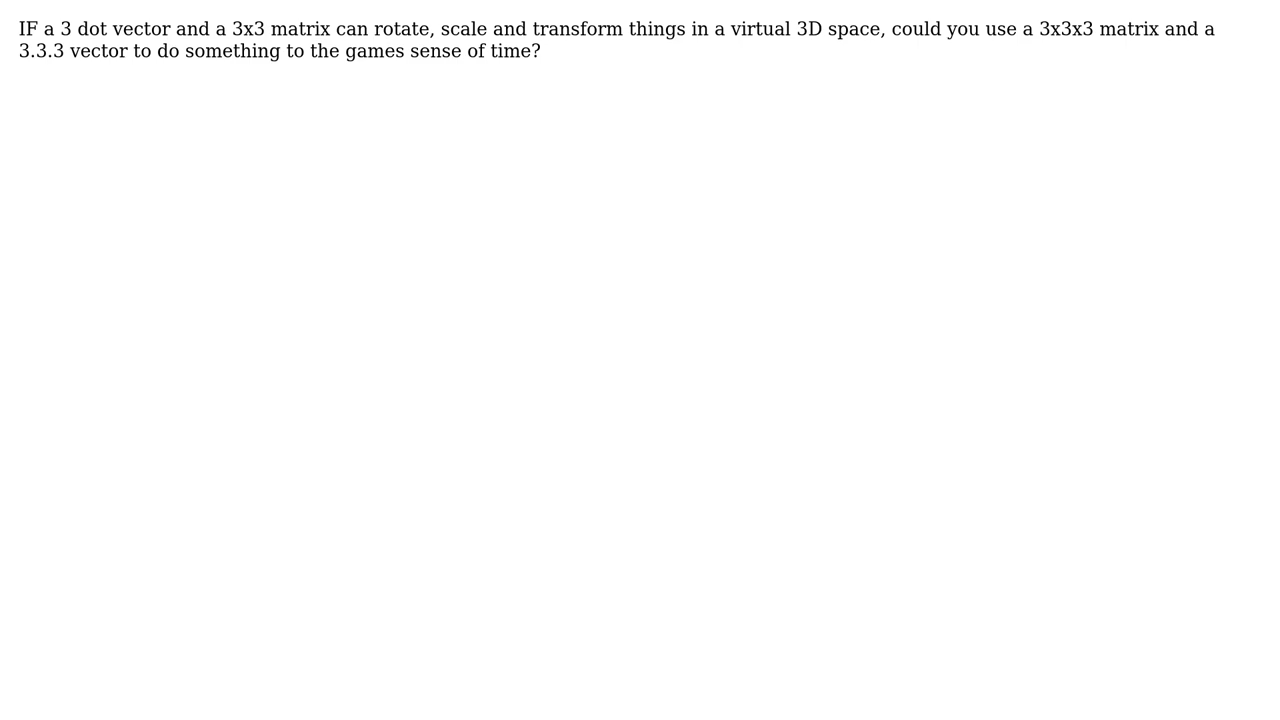 IF a 3 dot vector and a 3x3 matrix can rotate, scale and transform things in a virtual 3D space, could you use a 3x3x3 matrix and a
3.3.3 vector to do something to the games sense of time?